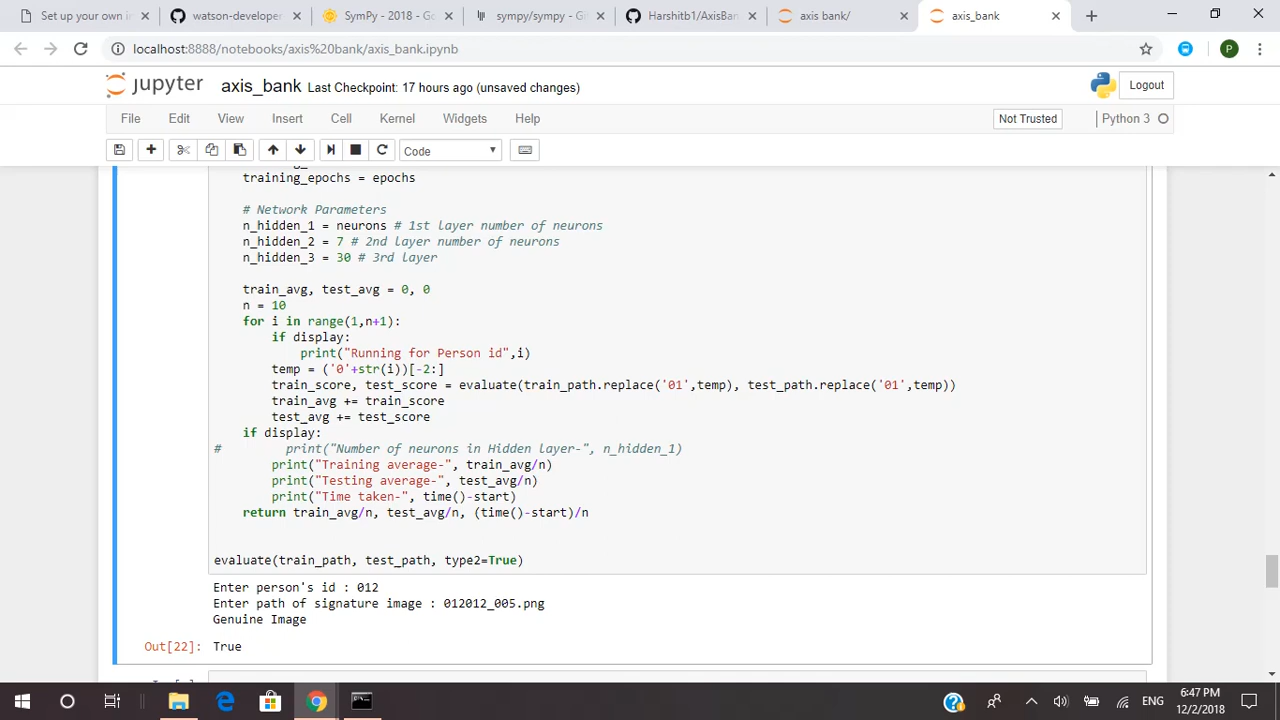 Set up your own in
watson-developer
SymPy - 2018 - Go
sympy/sympy - Git
Harshitb1/AxisBan
axis bank/
axis_bank
localhost:8888/notebooks/axis%20bank/axis_bank.ipynb
P
jupyter axis_bank Last Checkpoint: 17 hours ago (unsaved changes)
Logout
File Edit View Insert Cell Kernel Widgets Help
Not Trusted
Python 3
Code
training_epochs = epochs
# Network Parameters
n_hidden_1 = neurons # 1st layer number of neurons
n_hidden_2 = 7 # 2nd layer number of neurons
n_hidden_3 = 30 # 3rd layer
train_avg, test_avg = 0, 0
n = 10
for i in range(1,n+1):
if display:
print("Running for Person id",i)
temp = ('0'+str(i))[-2:]
train_score, test_score = evaluate(train_path.replace('01',temp), test_path.replace('01',temp))
train_avg += train_score
test_avg += test_score
if display:
# print("Number of neurons in Hidden layer-", n_hidden_1)
print("Training average-", train_avg/n)
print("Testing average-", test_avg/n)
print("Time taken-", time()-start)
return train_avg/n, test_avg/n, (time()-start)/n
evaluate(train_path, test_path, type2=True)
Enter person's id : 012
Enter path of signature image : 012012_005.png
Genuine Image
Out[22]: True
ENG
6:47 PM
12/2/2018